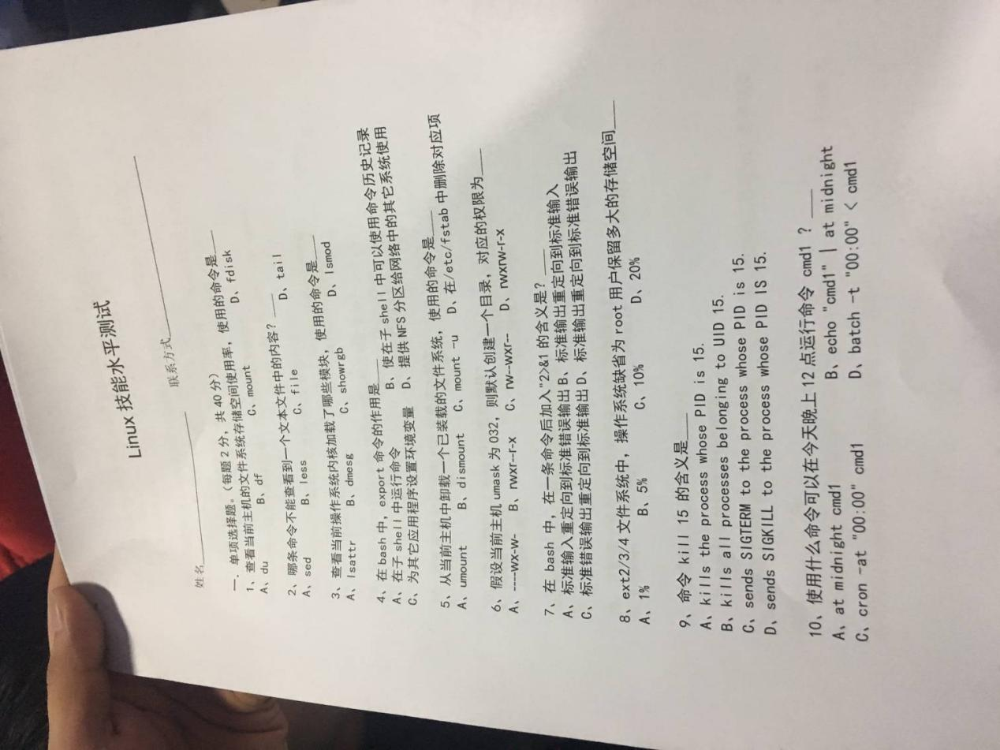 Linux 技能水平测试
姓名____________ 联系方式____________
一. 单项选择题。（每题 2 分，共 40 分）
1、查看当前主机的文件系统存储空间使用率，使用的命令是___
A、du B、df C、mount D、fdisk
2、哪条命令不能查看到一个文本文件中的内容？___
A、sed B、less C、file D、tail
3、查看当前操作系统内核加载了哪些模块，使用的命令是___
A、lsattr B、dmesg C、showrgb D、lsmod
4、在 bash 中，export 命令的作用是___
A、在子 shell 中运行命令 B、使在子 shell 中可以使用命令历史记录
C、为其它应用程序设置环境变量 D、提供 NFS 分区给网络中的其它系统使用
5、从当前主机中卸载一个已装载的文件系统，使用的命令是___
A、umount B、dismount C、mount -u D、在/etc/fstab 中删除对应项
6、假设当前主机 umask 为 032，则默认创建一个目录，对应的权限为___
A、----wx-w- B、rwxr--r-x C、rw--wxr-- D、rwxrw-r-x
7、在 bash 中，在一条命令后加入"2>&1 的含义是？___
A、标准输入重定向到标准错误输出 B、标准输出重定向到标准输入
C、标准错误输出重定向到标准输出 D、标准输出重定向到标准错误输出
8、ext2/3/4 文件系统中，操作系统缺省为 root 用户保留多大的存储空间___
A、1% B、5% C、10% D、20%
9、命令 kill 15 的含义是___
A、kills the process whose PID is 15.
B、kills all processes belonging to UID 15.
C、sends SIGTERM to the process whose PID is 15.
D、sends SIGKILL to the process whose PID IS 15.
10、使用什么命令可以在今天晚上 12 点运行命令 cmd1 ？___
A、at midnight cmd1 B、echo "cmd1" | at midnight
C、cron -at "00:00" cmd1 D、batch -t "00:00" < cmd1